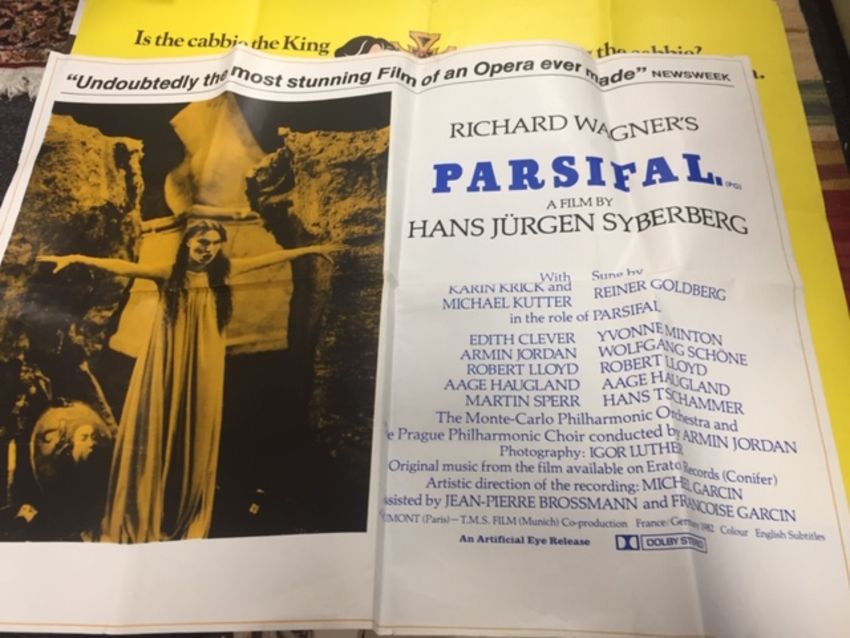 Is the cabbie the King
the cabbie?
"Undoubtedly the most stunning Film of an Opera ever made" NEWSWEEK
RICHARD WAGNER'S
PARSIFAL. (PG)
A FILM BY
HANS JÜRGEN SYBERBERG
With Sung by
KARIN KRICK and REINER GOLDBERG
MICHAEL KUTTER
in the role of PARSIFAL
EDITH CLEVER YVONNE MINTON
ARMIN JORDAN WOLFGANG SCHÖNE
ROBERT LLOYD ROBERT LLOYD
AAGE HAUGLAND AAGE HAUGLAND
MARTIN SPERR HANS TSCHAMMER
The Monte-Carlo Philharmonic Orchestra and
e Prague Philharmonic Choir conducted by ARMIN JORDAN
Photography: IGOR LUTHER
Original music from the film available on Erato Records (Conifer)
Artistic direction of the recording: MICHEL GARCIN
ssisted by JEAN-PIERRE BROSSMANN and FRANCOISE GARCIN
UMONT (Paris) – T.M.S. FILM (Munich) Co-production France/Germany 1982 Colour English Subtitles
An Artificial Eye Release DOLBY STEREO